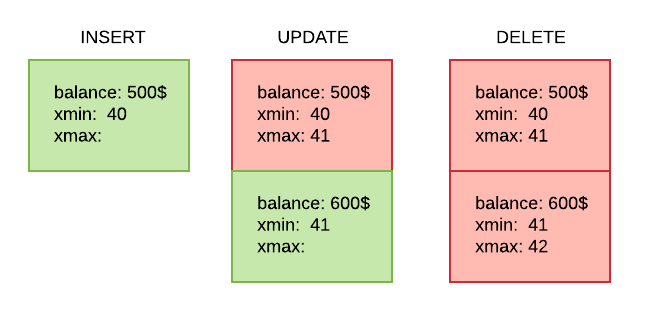 INSERT
balance: 500$
xmin: 40
xmax:
UPDATE
balance: 500$
xmin: 40
xmax: 41
balance: 600$
xmin: 41
xmax:
DELETE
balance: 500$
xmin: 40
xmax: 41
balance: 600$
xmin: 41
xmax: 42